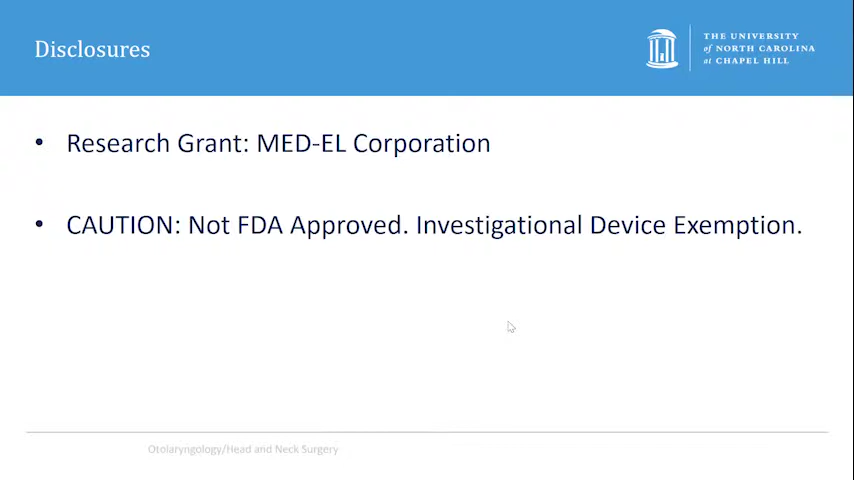 Disclosures
THE UNIVERSITY
of NORTH CAROLINA
at CHAPEL HILL
• Research Grant: MED-EL Corporation
• CAUTION: Not FDA Approved. Investigational Device Exemption.
Otolaryngology/Head and Neck Surgery